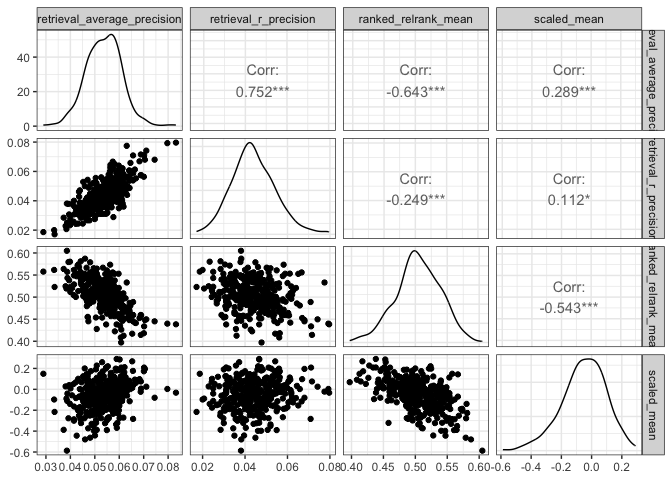 retrieval_average_precision retrieval_r_precision ranked_relrank_mean scaled_mean
40
20
0
Corr:
0.752***
Corr:
-0.643***
Corr:
0.289***
eval_average_preci
0.08
0.06
0.04
0.02
Corr:
-0.249***
Corr:
0.112*
etrieval_r_precision
0.60
0.55
0.50
0.45
0.40
Corr:
-0.543***
anked_relrank_mea
0.2
0.0
-0.2
-0.4
-0.6
scaled_mean
0.03 0.04 0.05 0.06 0.07 0.08 0.02 0.04 0.06 0.08 0.40 0.45 0.50 0.55 0.60 -0.6 -0.4 -0.2 0.0 0.2